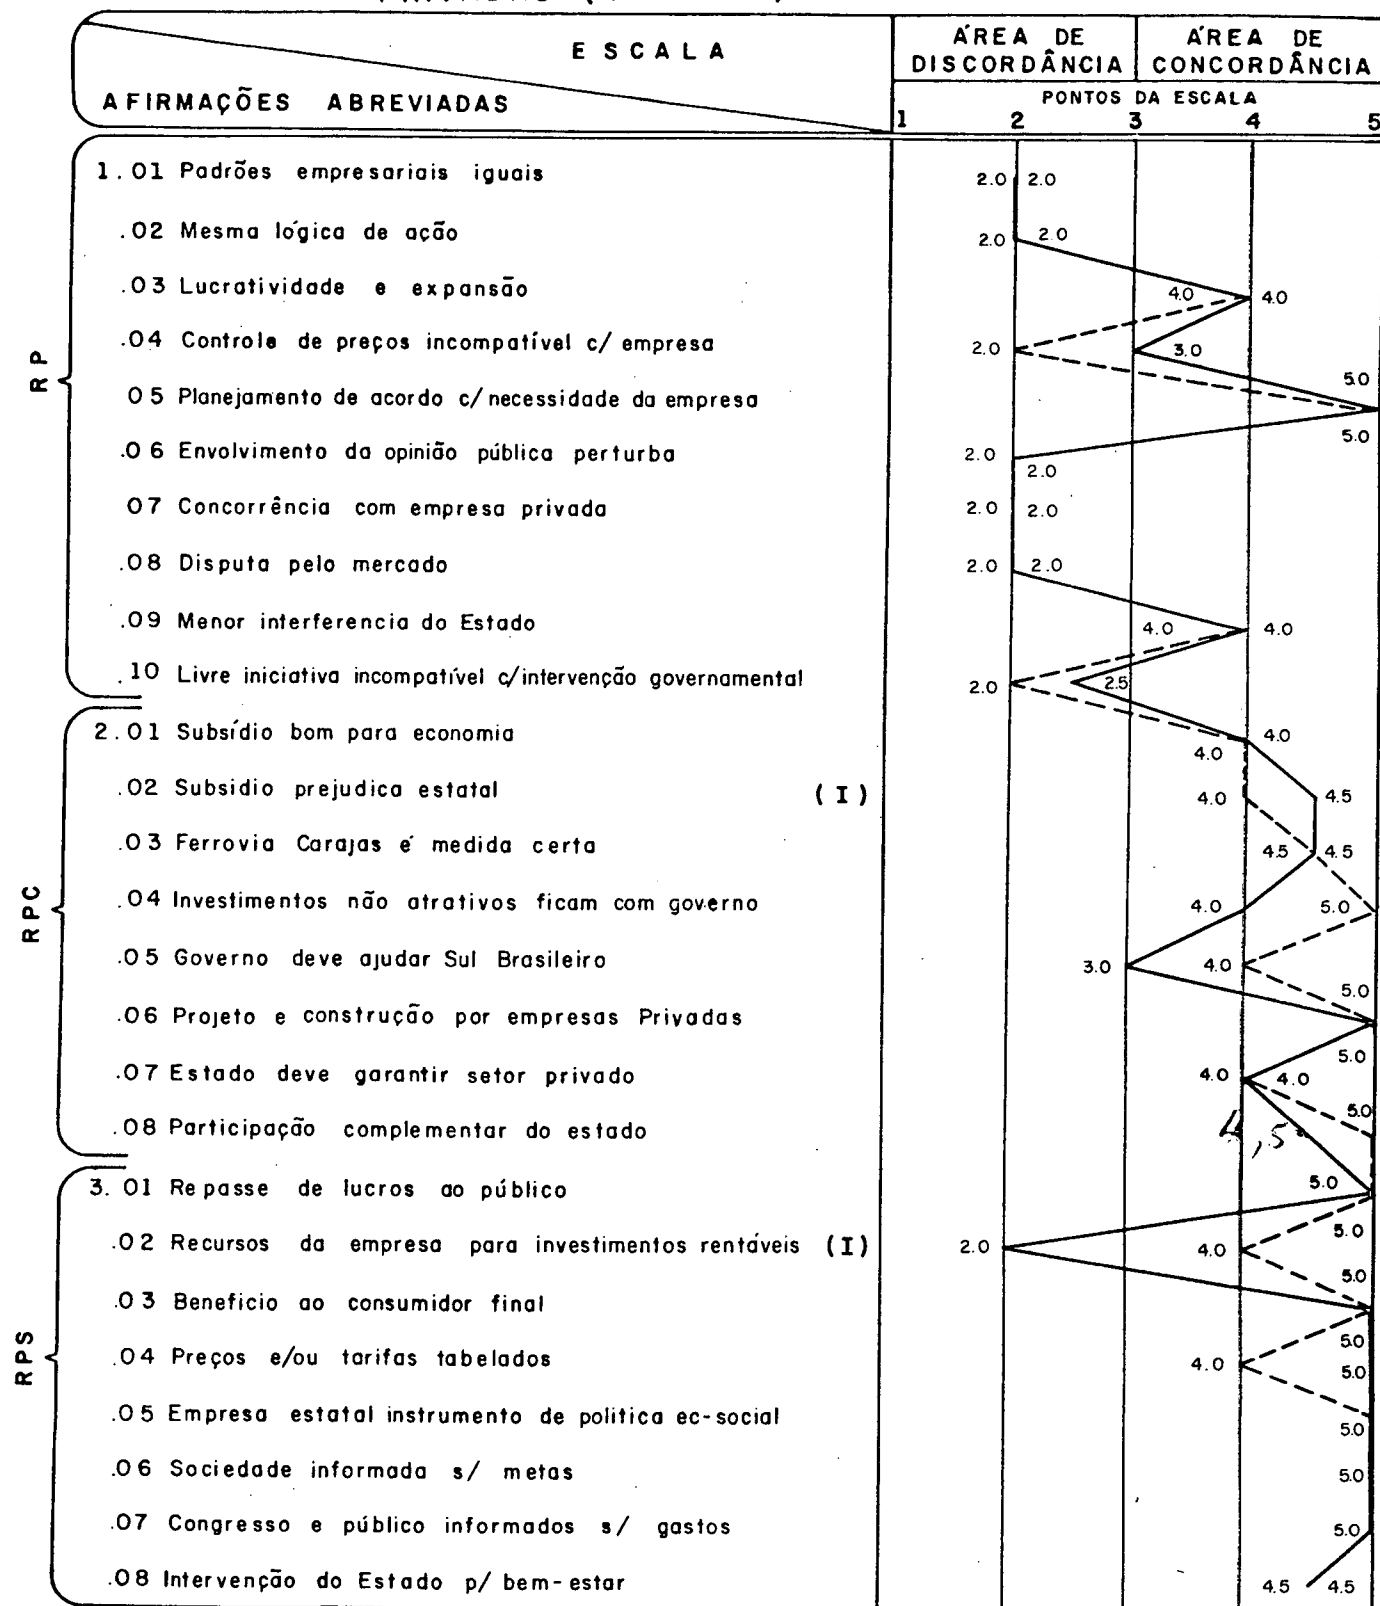 ESCALA
ÁREA DE DISCORDÂNCIA
ÁREA DE CONCORDÂNCIA
AFIRMAÇÕES ABREVIADAS
PONTOS DA ESCALA
1 2 3 4 5
RP
1.01 Padrões empresariais iguais 2.0 2.0
.02 Mesma lógica de ação 2.0 2.0
.03 Lucratividade e expansão 4.0 4.0
.04 Controle de preços incompatível c/ empresa 2.0 3.0
05 Planejamento de acordo c/ necessidade da empresa 5.0 5.0
.06 Envolvimento da opinião pública perturba 2.0 2.0
07 Concorrência com empresa privada 2.0 2.0
.08 Disputa pelo mercado 2.0 2.0
.09 Menor interferencia do Estado 4.0 4.0
.10 Livre iniciativa incompatível c/intervenção governamental 2.0 2.5
RPC
2.01 Subsídio bom para economia 4.0 4.0
.02 Subsidio prejudica estatal (I) 4.0 4.5
.03 Ferrovia Carajas é medida certa 4.5 4.5
.04 Investimentos não atrativos ficam com governo 4.0 5.0
.05 Governo deve ajudar Sul Brasileiro 3.0 4.0
.06 Projeto e construção por empresas Privadas 5.0 5.0
.07 Estado deve garantir setor privado 4.0 4.0
.08 Participação complementar do estado 5.0 4,5
RPS
3.01 Repasse de lucros ao público 5.0 5.0
.02 Recursos da empresa para investimentos rentáveis (I) 2.0 4.0
.03 Beneficio ao consumidor final 5.0 5.0
.04 Preços e/ou tarifas tabelados 4.0 5.0
.05 Empresa estatal instrumento de politica ec-social 5.0
.06 Sociedade informada s/ metas 5.0
.07 Congresso e público informados s/ gastos 5.0
.08 Intervenção do Estado p/ bem-estar 4.5 4.5